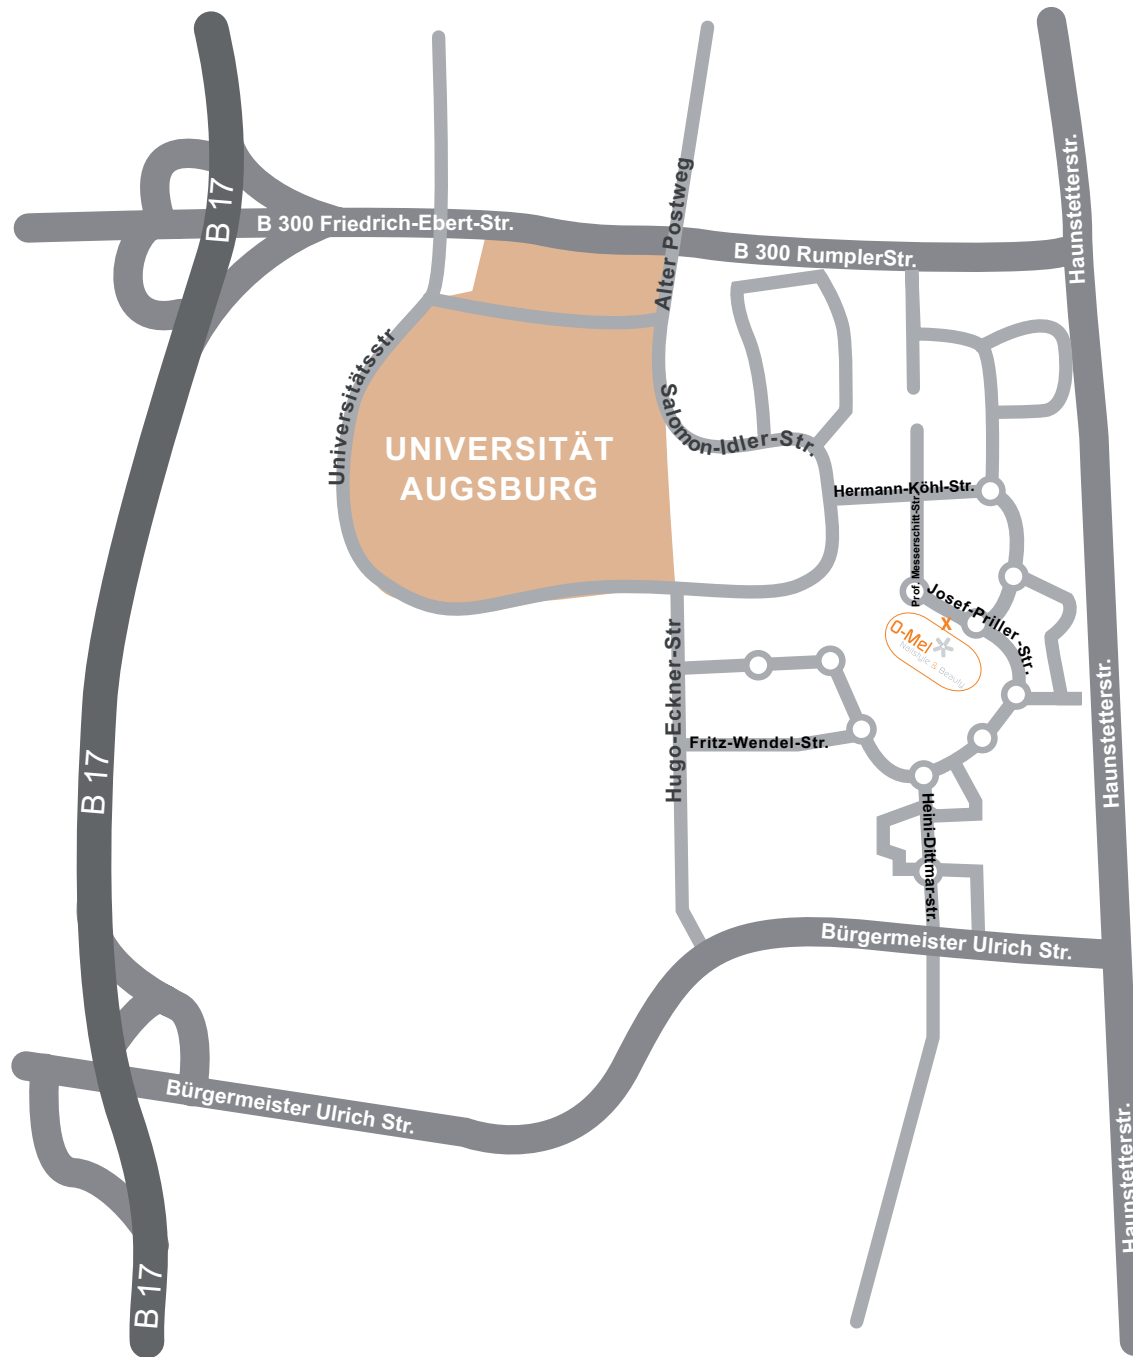 B 17
B 300 Friedrich-Ebert-Str.
Alter Postweg
B 300 RumplerStr.
Haunstetterstr.
Universitätsstr
Salomon-Idler-Str.
UNIVERSITÄT
AUGSBURG
Hermann-Köhl-Str.
Prof. Messerschitt-Str.
Josef-Priller-Str.
x
O-Mel
Nailstyle & Beauty
Hugo-Eckner-Str
Fritz-Wendel-Str.
Haunstetterstr.
B 17
Heini-Dittmar-str.
Bürgermeister Ulrich Str.
Bürgermeister Ulrich Str.
Haunstetterstr.
B 17